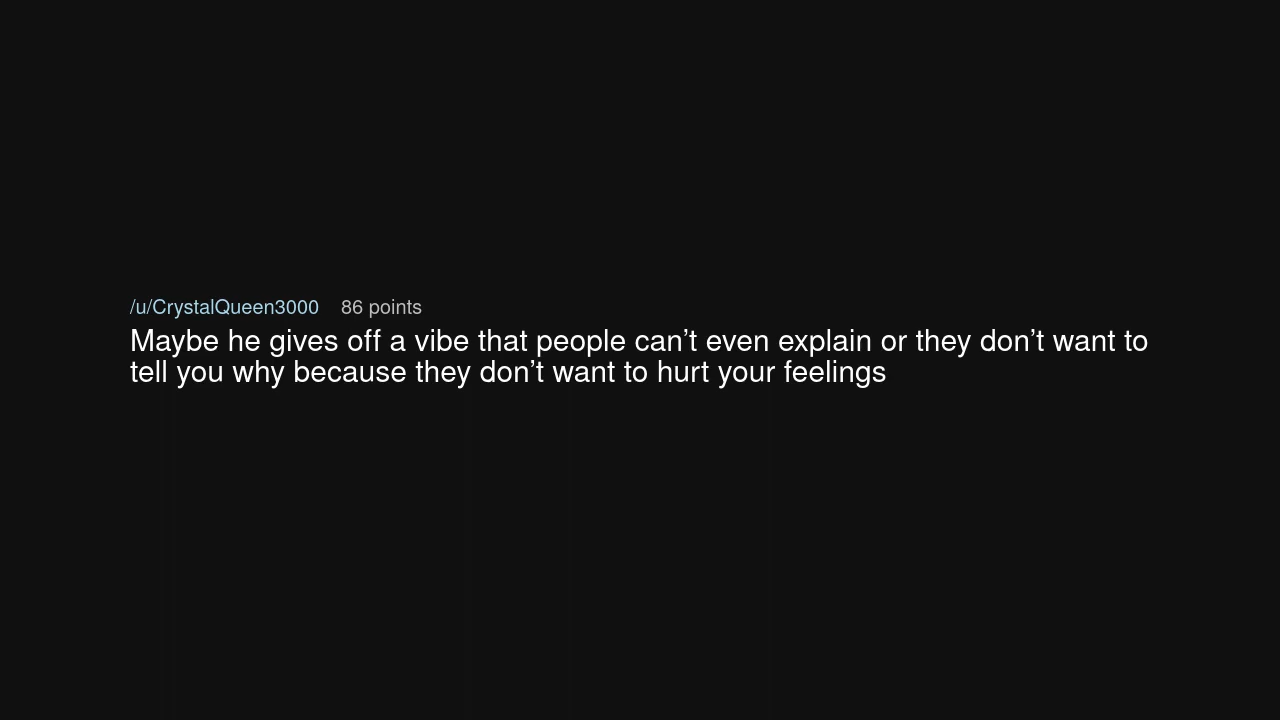 /u/CrystalQueen3000 86 points
Maybe he gives off a vibe that people can’t even explain or they don’t want to
tell you why because they don’t want to hurt your feelings